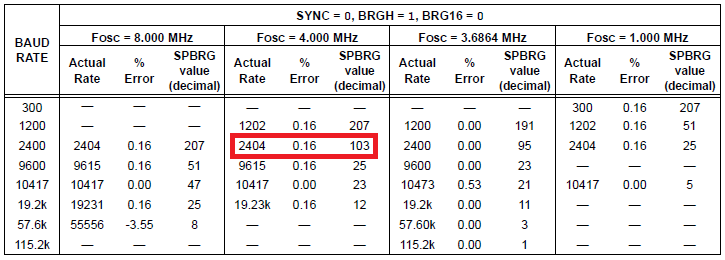 SYNC = 0, BRGH = 1, BRG16 = 0
BAUD RATE Fosc = 8.000 MHz Fosc = 4.000 MHz Fosc = 3.6864 MHz Fosc = 1.000 MHz
Actual Rate % Error SPBRG value (decimal) Actual Rate % Error SPBRG value (decimal) Actual Rate % Error SPBRG value (decimal) Actual Rate % Error SPBRG value (decimal)
300 — — — — — — — — — 300 0.16 207
1200 — — — 1202 0.16 207 1200 0.00 191 1202 0.16 51
2400 2404 0.16 207 2404 0.16 103 2400 0.00 95 2404 0.16 25
9600 9615 0.16 51 9615 0.16 25 9600 0.00 23 — — —
10417 10417 0.00 47 10417 0.00 23 10473 0.53 21 10417 0.00 5
19.2k 19231 0.16 25 19.23k 0.16 12 19.2k 0.00 11 — — —
57.6k 55556 -3.55 8 — — — 57.60k 0.00 3 — — —
115.2k — — — — — — 115.2k 0.00 1 — — —